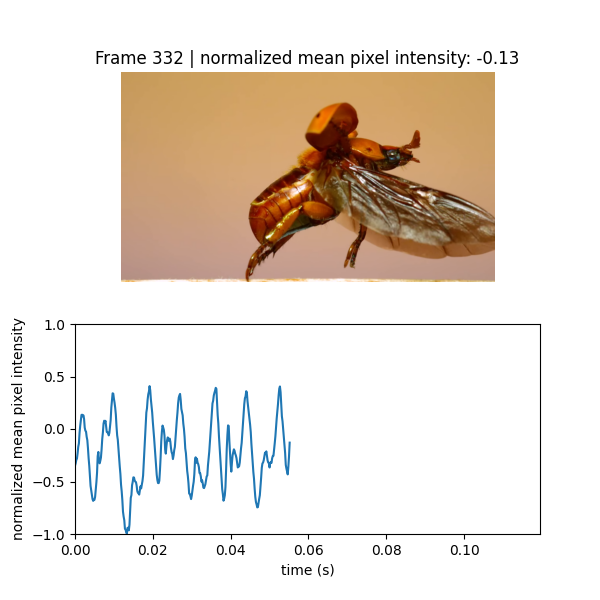 Frame 332 | normalized mean pixel intensity: -0.13
normalized mean pixel intensity
1.0
0.5
0.0
−0.5
−1.0
0.00 0.02 0.04 0.06 0.08 0.10
time (s)